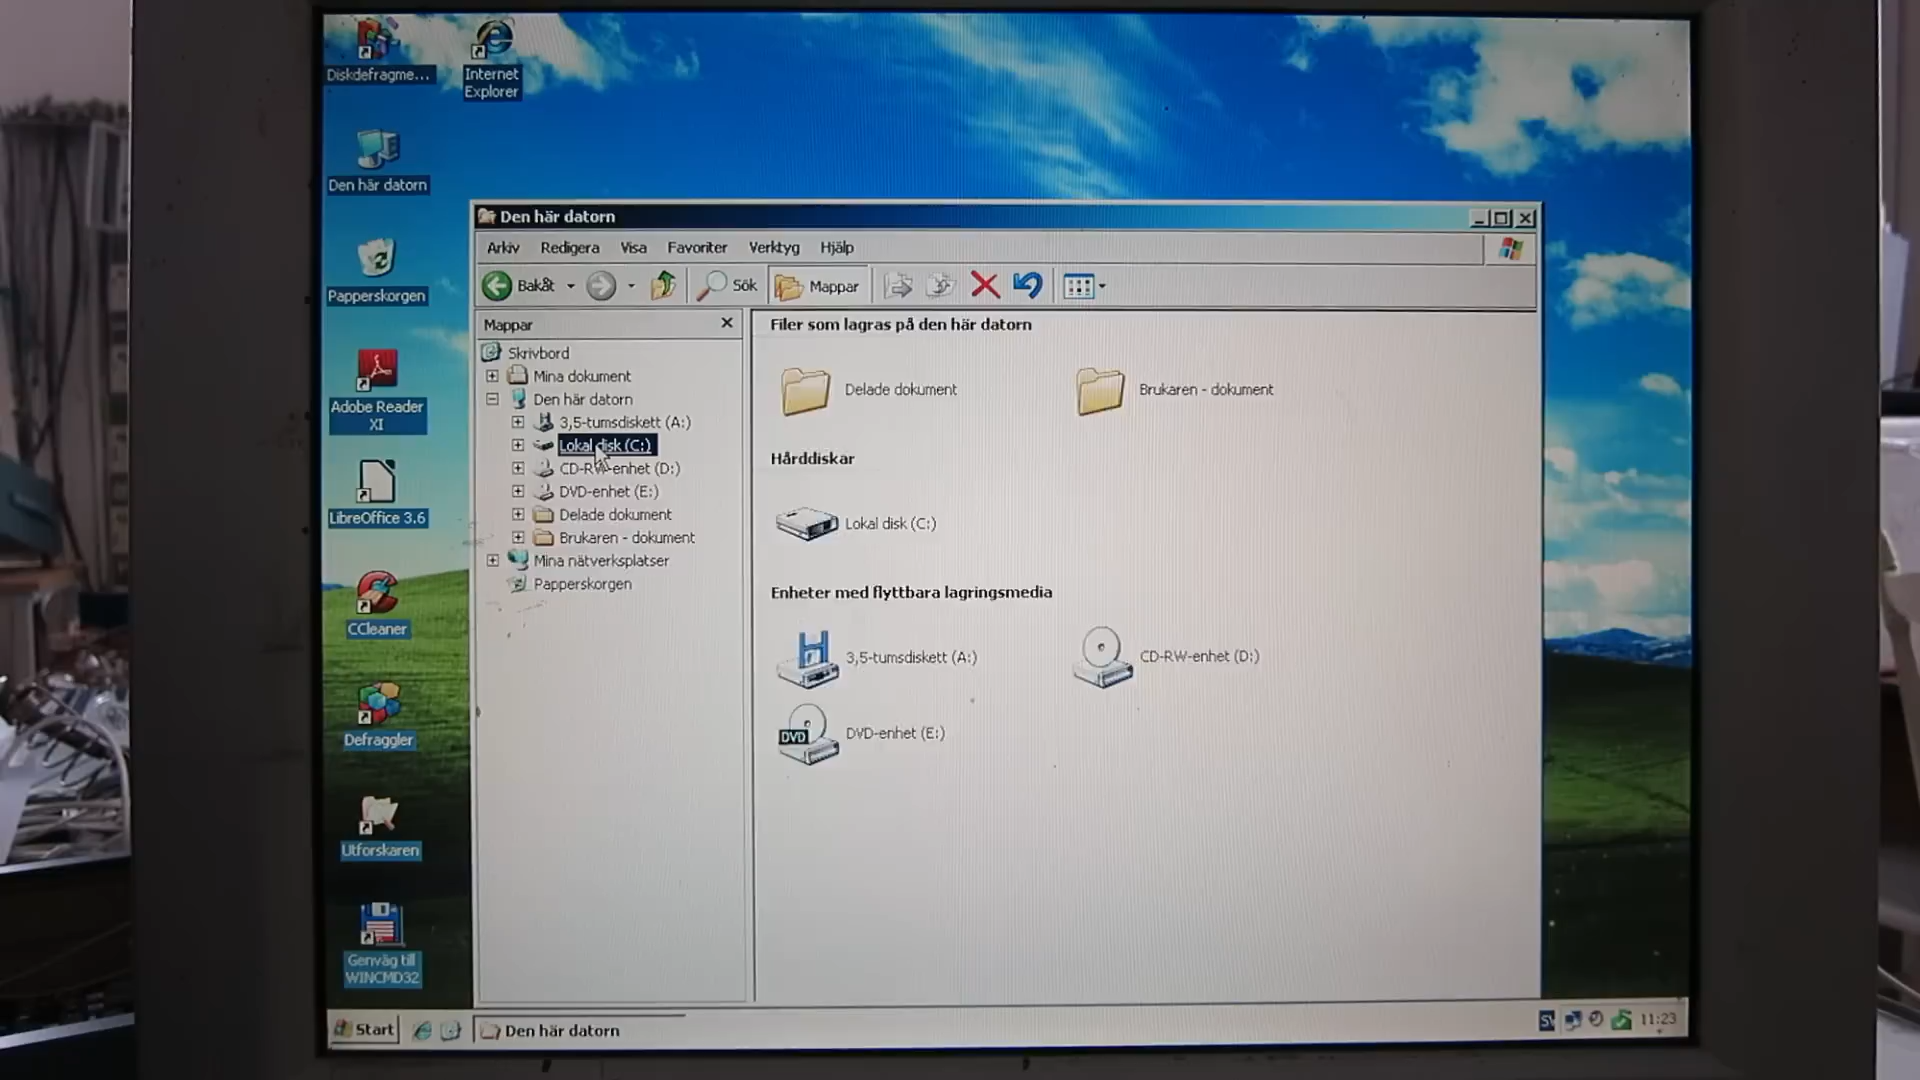 Diskdefragme...
Internet
Explorer
Den här datorn
Papperskorgen
Adobe Reader
XI
LibreOffice 3.6
CCleaner
Defraggler
Utforskaren
Genväg till
WINCMD32
Den här datorn
Arkiv Redigera Visa Favoriter Verktyg Hjälp
Bakåt Sök Mappar
Mappar
Skrivbord
Mina dokument
Den här datorn
3,5-tumsdiskett (A:)
Lokal disk (C:)
CD-RW-enhet (D:)
DVD-enhet (E:)
Delade dokument
Brukaren - dokument
Mina nätverksplatser
Papperskorgen
Filer som lagras på den här datorn
Delade dokument
Brukaren - dokument
Hårddiskar
Lokal disk (C:)
Enheter med flyttbara lagringsmedia
3,5-tumsdiskett (A:)
CD-RW-enhet (D:)
DVD
DVD-enhet (E:)
Start
Den här datorn
SV
11:23